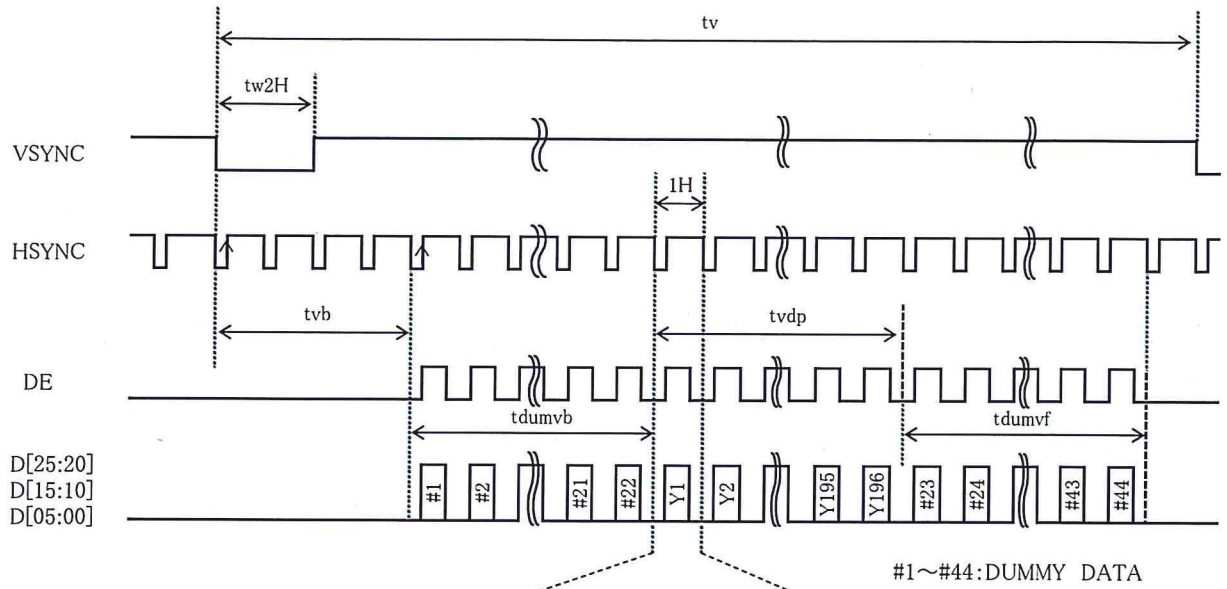 tv
tw2H
VSYNC
1H
HSYNC
tvb
tvdp
DE
tdumvb
tdumvf
D[25:20]
D[15:10]
D[05:00]
#1
#2
#21
#22
Y1
Y2
Y195
Y196
#23
#24
#43
#44
#1～#44:DUMMY DATA